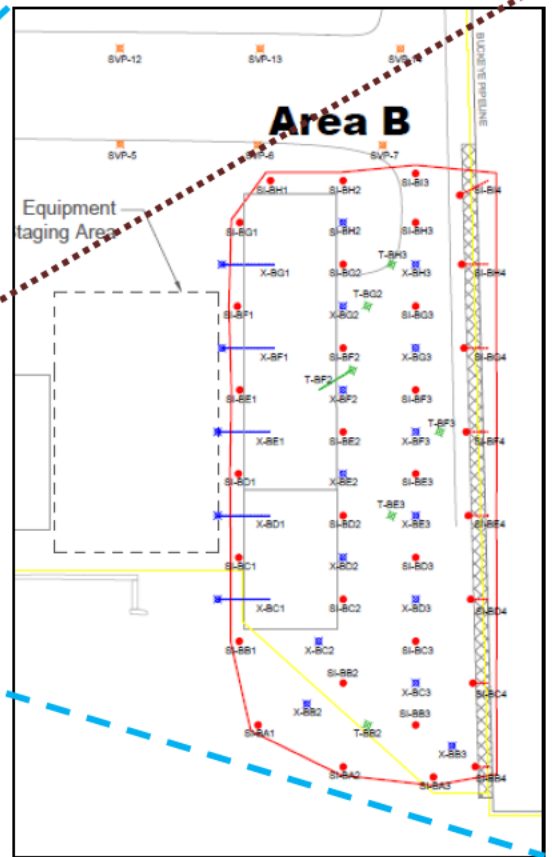 SVP-12 SVP-13
BUCKEYE PIPELINE
Area B
SVP-5 SVP-6 SVP-7
SI-BH1 SI-BH2 SI-BI3 SI-BI4
Equipment
Staging Area
SI-BG1 SI-BH2 SI-BH3
T-BH3
X-BG1 SI-BG2 X-BH3 SI-BH4
T-BG2
SI-BF1 X-BG2 SI-BG3
X-BF1 SI-BF2 X-BG3 SI-BG4
T-BF2
SI-BE1 X-BF2 SI-BF3
T-BF3
X-BE1 SI-BE2 X-BF3 SI-BF4
SI-BD1 X-BE2 SI-BE3
T-BE3
X-BD1 SI-BD2 X-BE3 SI-BE4
SI-BC1 X-BD2 SI-BD3
X-BC1 SI-BC2 X-BD3 SI-BD4
SI-BB1 X-BC2 SI-BC3
SI-BB2 X-BC3 SI-BC4
X-BB2 SI-BB3
SI-BA1 T-BB2 X-BB3
SI-BA2 SI-BA3 SI-BB4